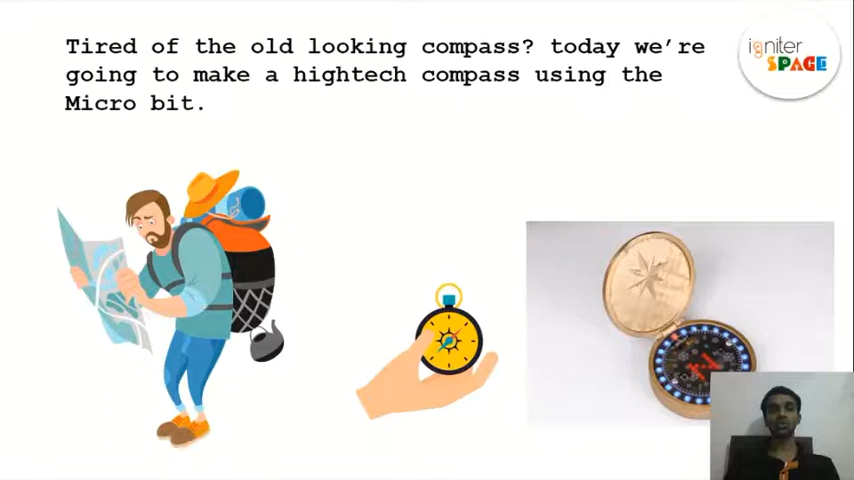 Tired of the old looking compass? today we’re
going to make a hightech compass using the
Micro bit.
igniter
SPACE